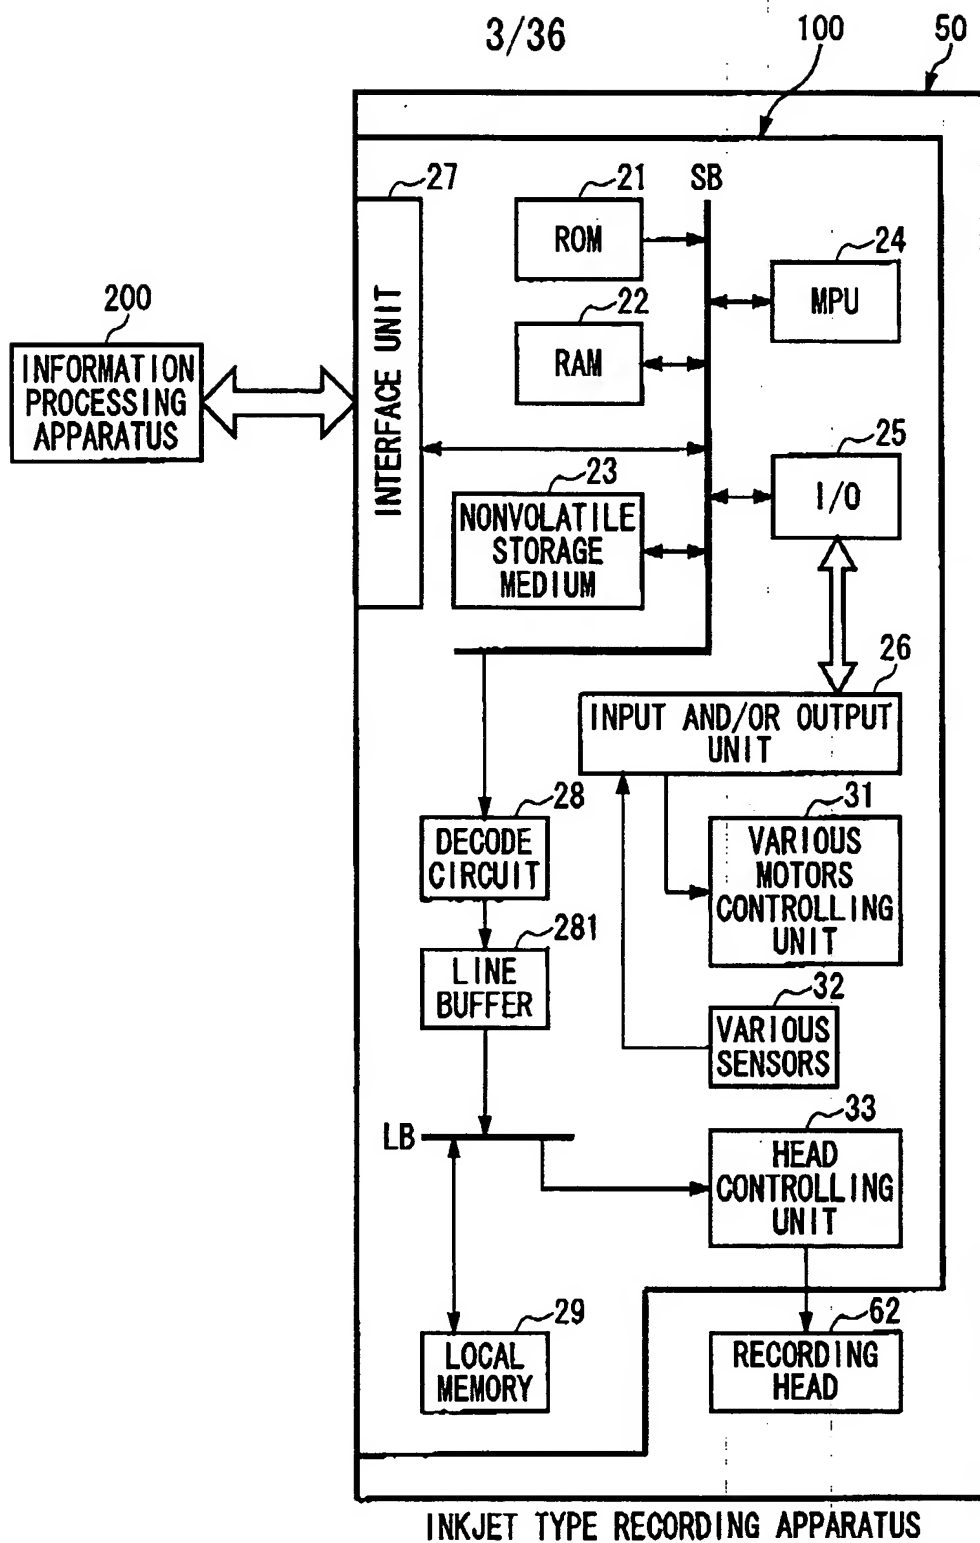 3/36
100
50
27
21
SB
ROM
24
MPU
200
INFORMATION
PROCESSING
APPARATUS
INTERFACE UNIT
22
RAM
25
I/O
23
NONVOLATILE
STORAGE
MEDIUM
26
INPUT AND/OR OUTPUT
UNIT
28
DECODE
CIRCUIT
31
VARIOUS
MOTORS
CONTROLLING
UNIT
281
LINE
BUFFER
32
VARIOUS
SENSORS
LB
33
HEAD
CONTROLLING
UNIT
29
LOCAL
MEMORY
62
RECORDING
HEAD
INKJET TYPE RECORDING APPARATUS